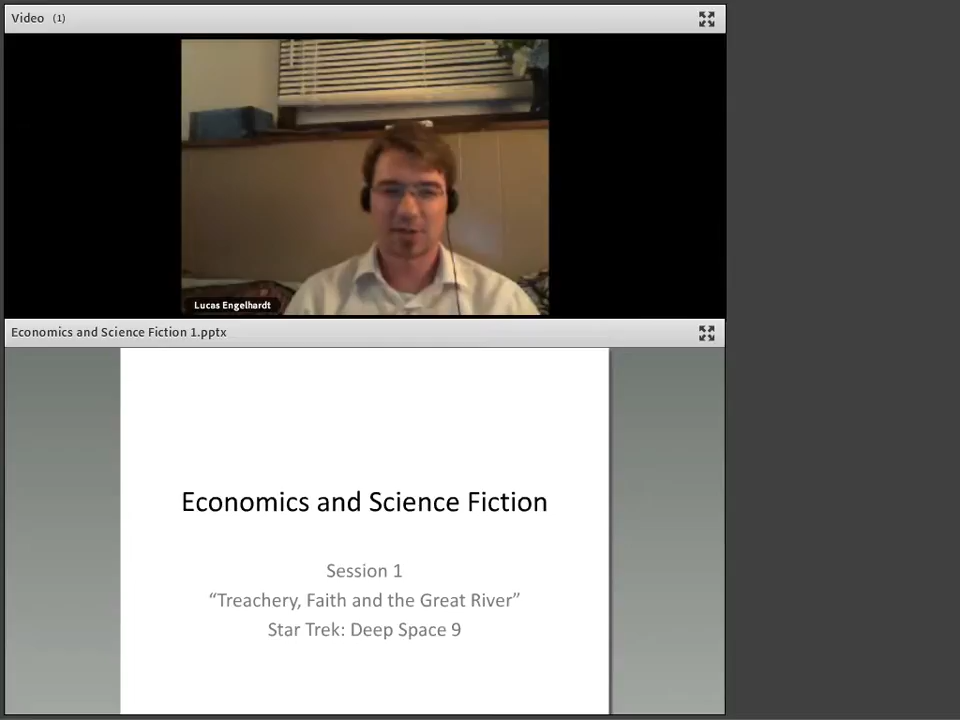 Video (1)
Lucas Engelhardt
Economics and Science Fiction 1.pptx
Economics and Science Fiction
Session 1
“Treachery, Faith and the Great River”
Star Trek: Deep Space 9